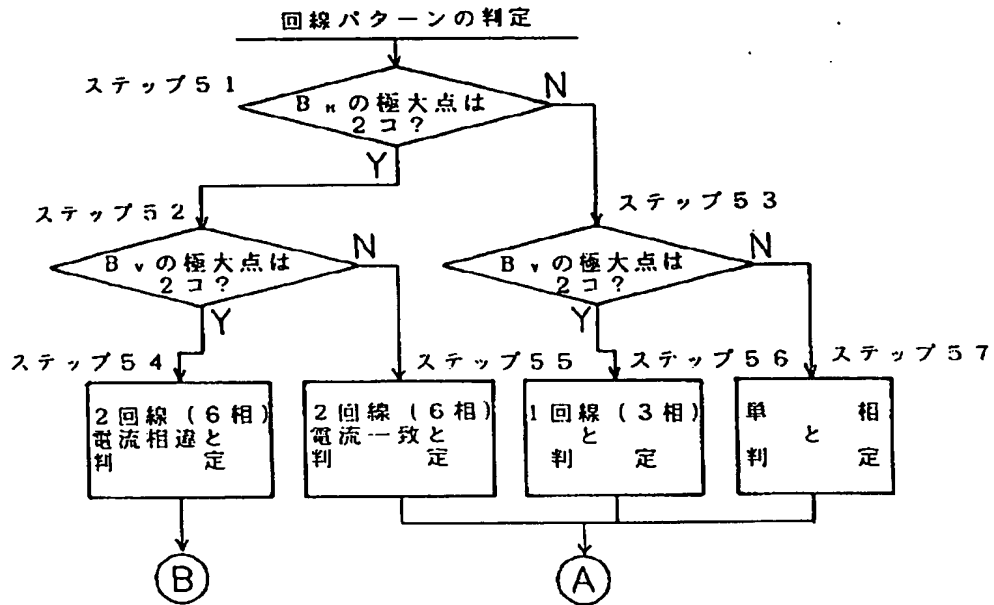 回線パターンの判定
ステップ51
BHの極大点は
2コ?
N
Y
ステップ52
ステップ53
BVの極大点は
2コ?
N
Y
BVの極大点は
2コ?
N
Y
ステップ54
ステップ55
ステップ56
ステップ57
2回線(6相)
電流相違と
判定
2回線(6相)
電流一致と
判定
1回線(3相)
と
判定
単相
と
判定
B
A